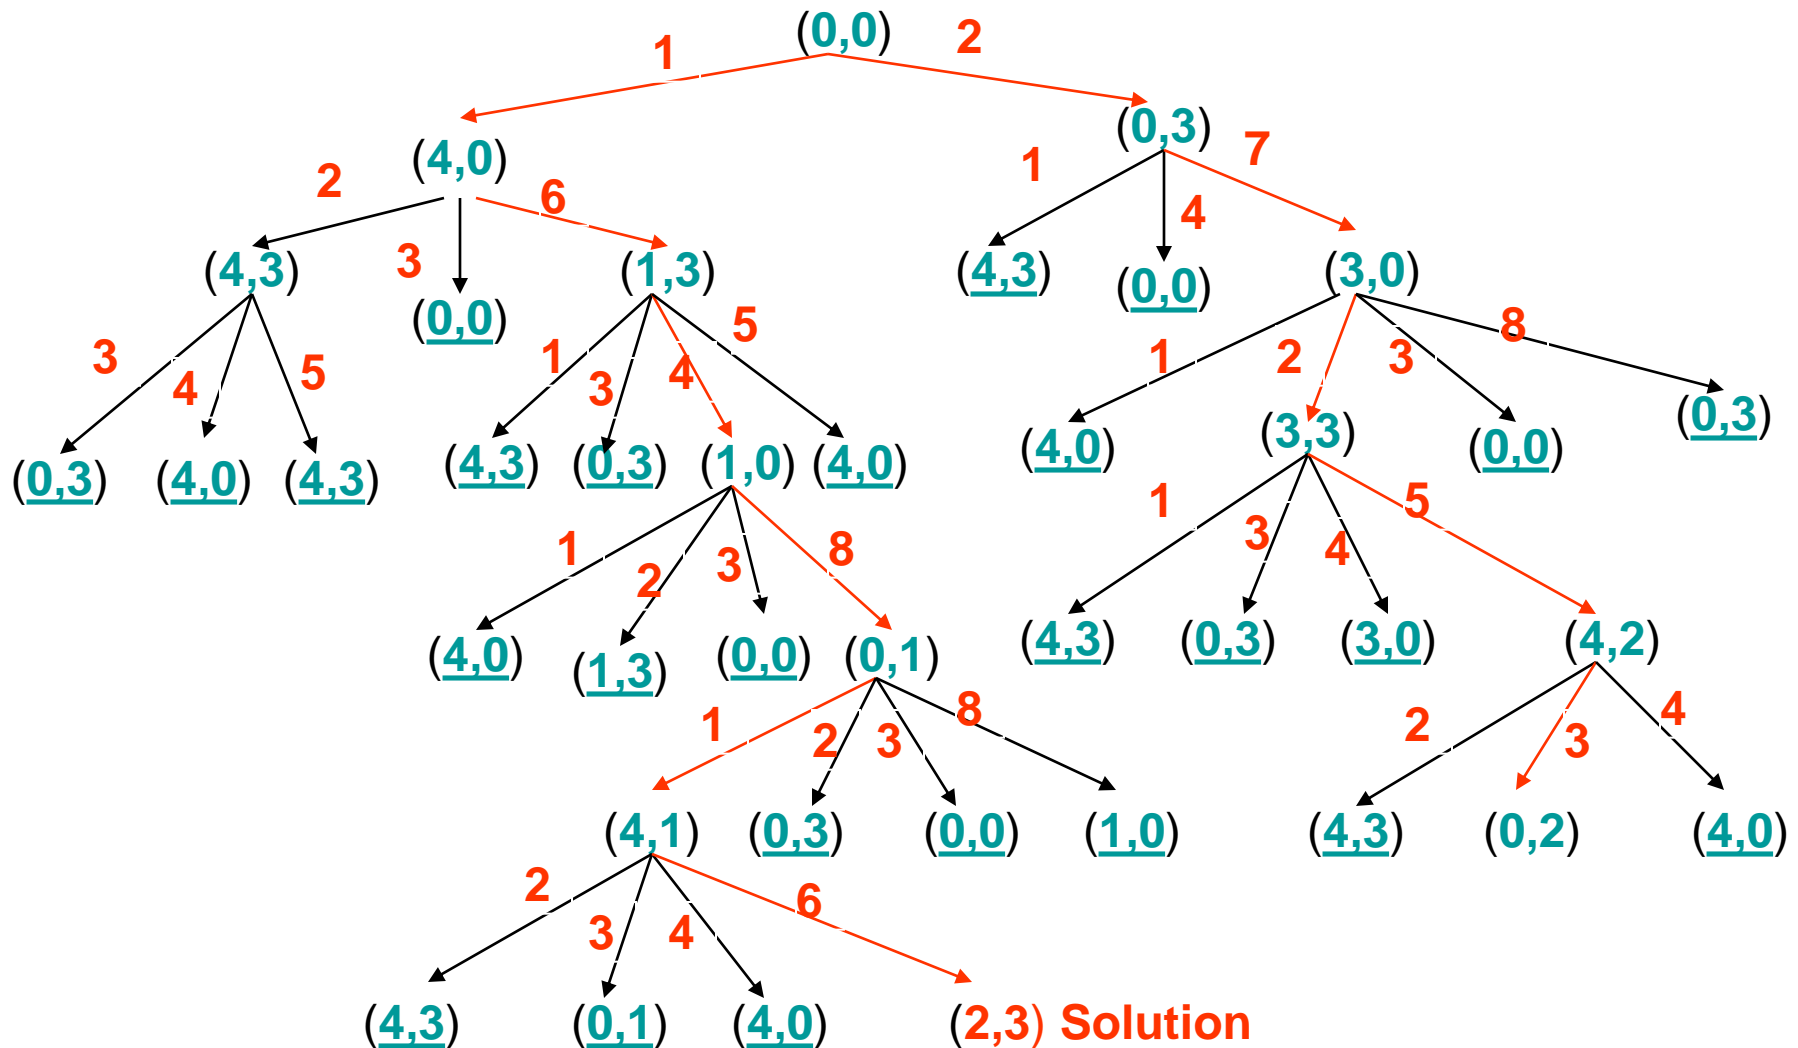 (0,0)
1 2
(0,3)
(4,0)
2 6 1 7
3 4
(4,3) (1,3) (4,3) (0,0) (3,0)
(0,0)
3 4 5 1 3 4 5 1 2 3 8
(0,3)
(3,3)
(4,0) (0,0)
(0,3) (4,0) (4,3) (4,3) (0,3) (1,0) (4,0)
1 2 3 8 1 3 4 5
(4,3) (0,3) (3,0) (4,2)
(4,0) (1,3) (0,0) (0,1)
1 2 3 8 2 3 4
(4,1) (0,3) (0,0) (1,0) (4,3) (0,2) (4,0)
2 3 4 6
(4,3) (0,1) (4,0) (2,3) Solution